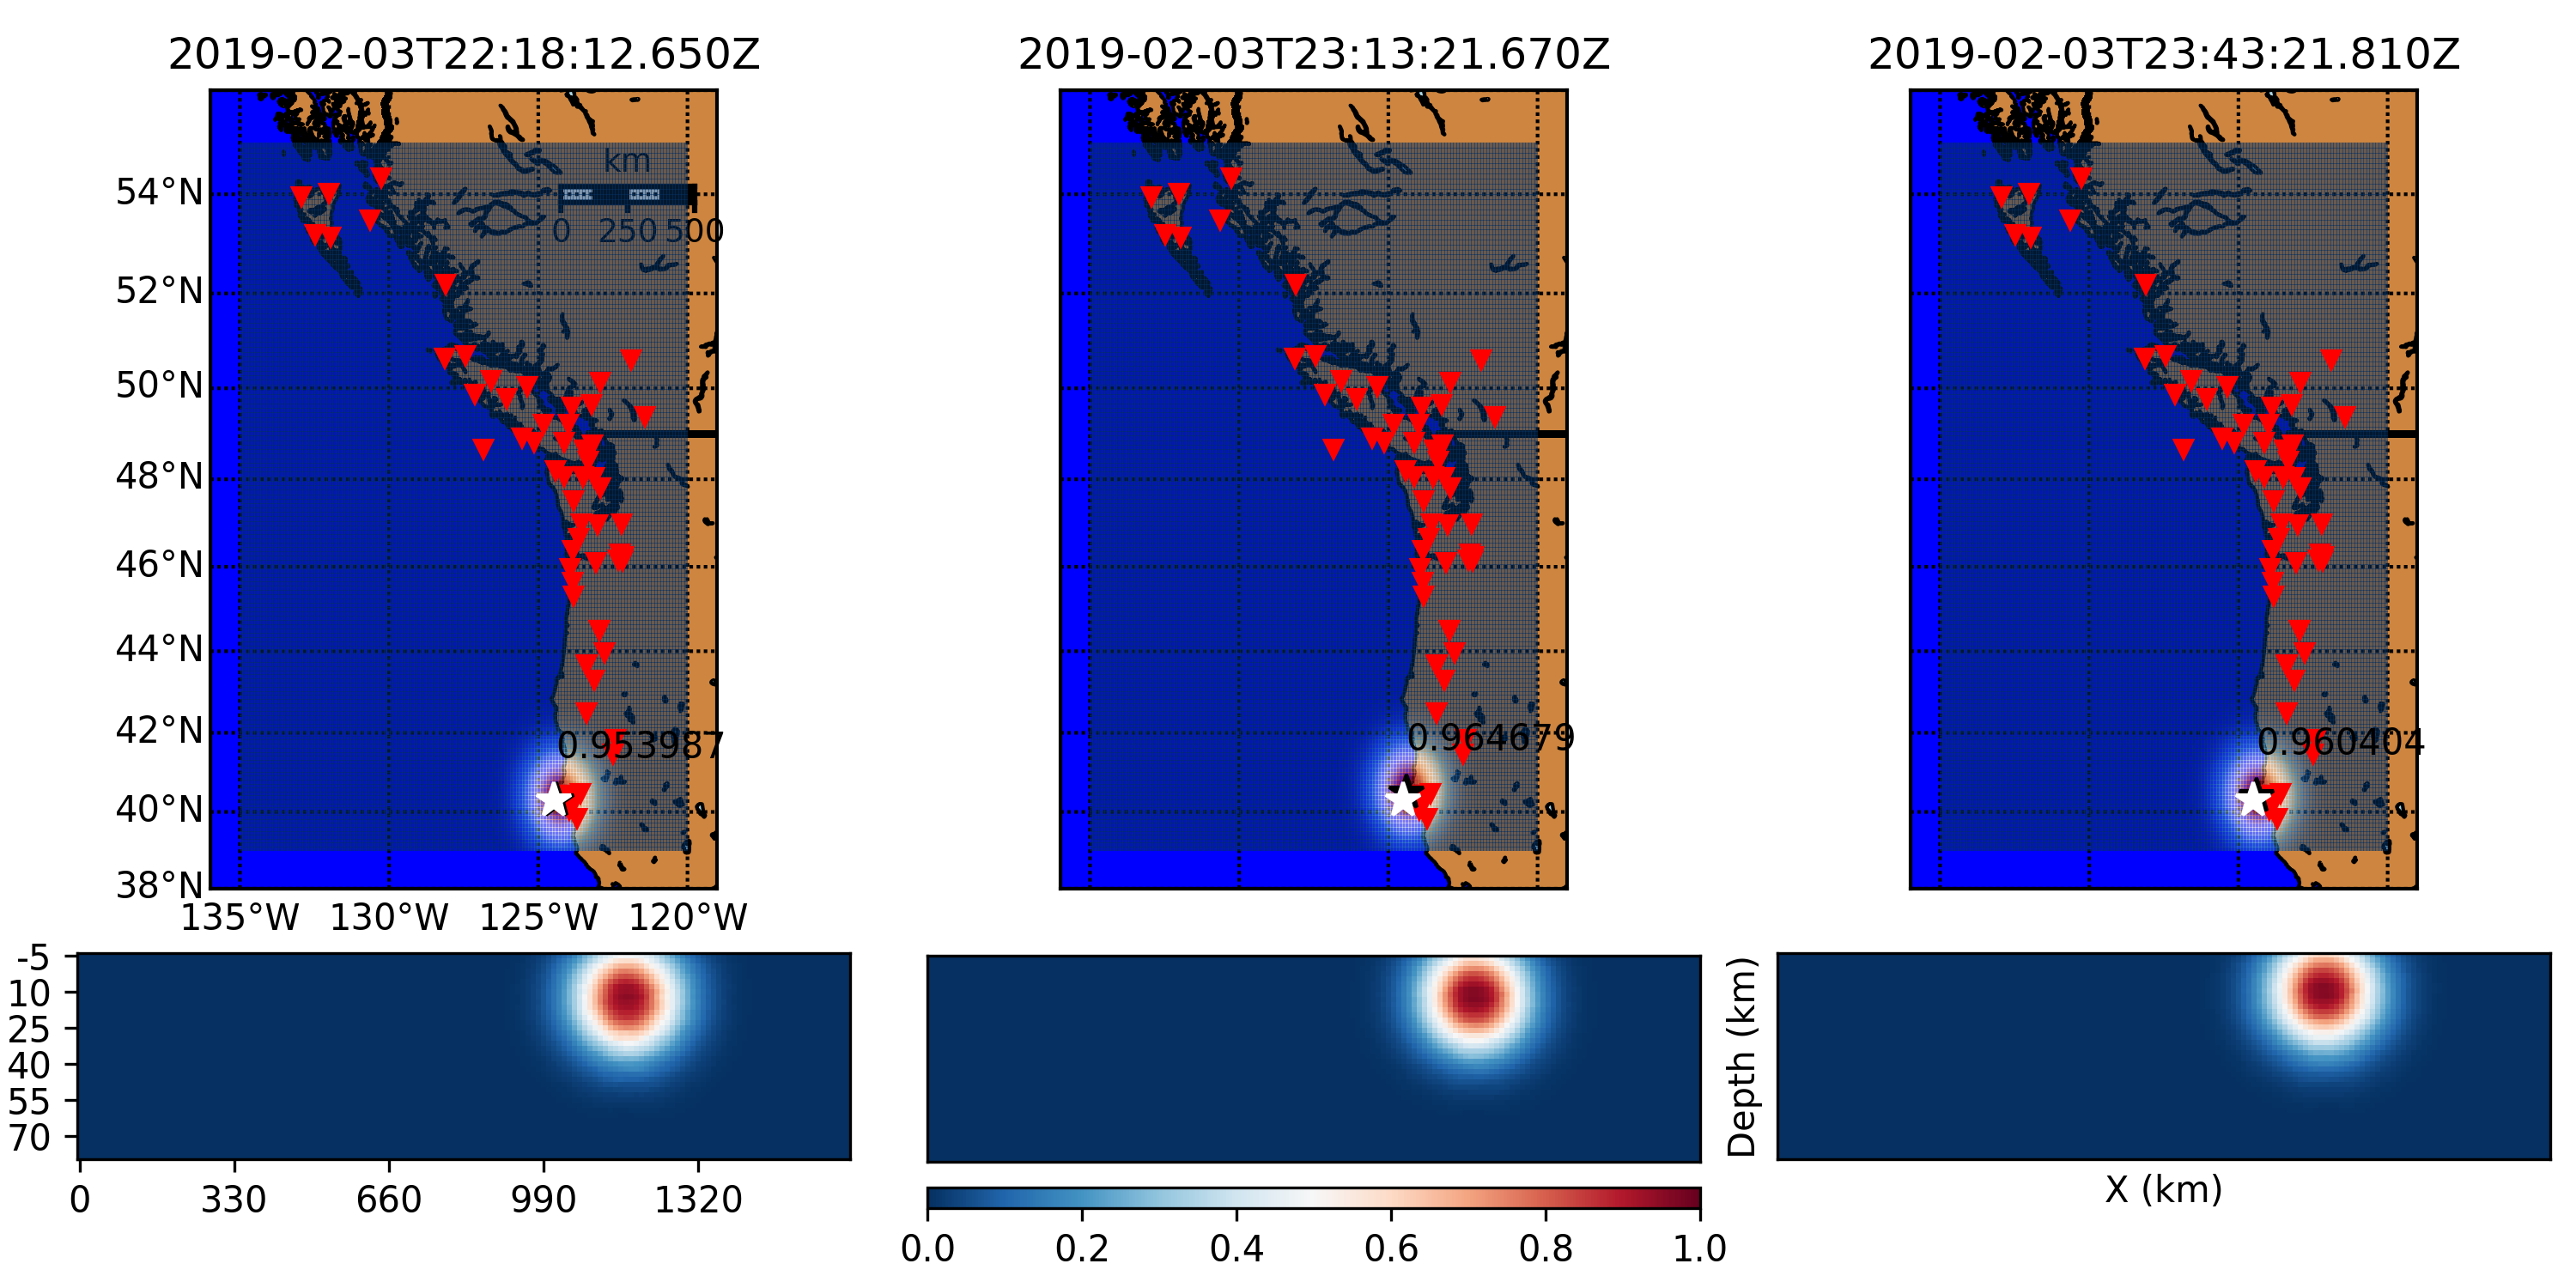 2019-02-03T22:18:12.650Z 2019-02-03T23:13:21.670Z 2019-02-03T23:43:21.810Z
km
0 250 500
54°N
52°N
50°N
48°N
46°N
44°N
42°N
40°N
38°N
0.953987 0.964679 0.960404
135°W 130°W 125°W 120°W
-5
10
25
40
55
70
0 330 660 990 1320
0.0 0.2 0.4 0.6 0.8 1.0
Depth (km)
X (km)